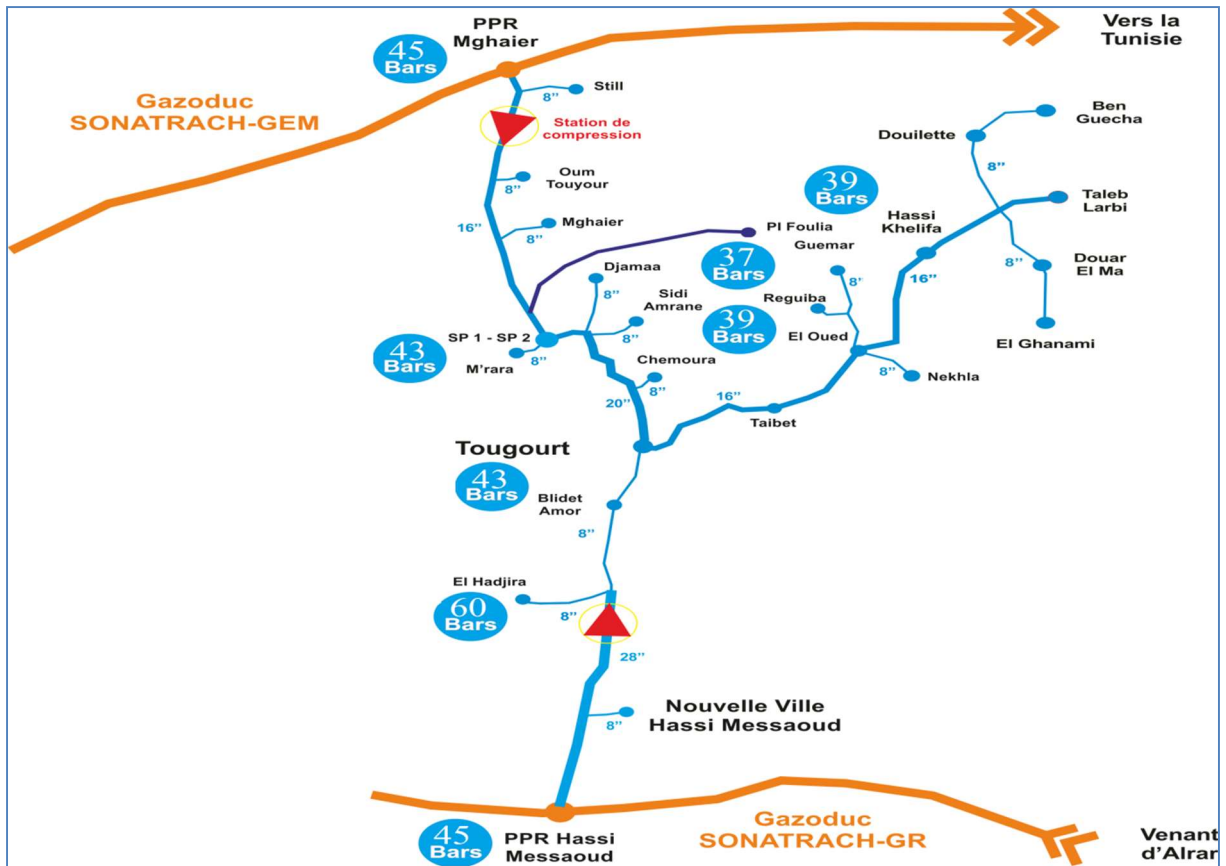 PPR
Mghaier
45
Bars
Vers la
Tunisie
Gazoduc
SONATRACH-GEM
Still
8”
Station de
compression
Oum
Touyour
8”
16”
Mghaier
8”
Ben
Guecha
Douilette
8”
39
Bars
Hassi
Khelifa
Taleb
Larbi
PI Foulia
Guemar
37
Bars
8’
Douar
El Ma
8”
16”
Djamaa
8”
Sidi
Amrane
8”
Reguiba
39
Bars
El Oued
El Ghanami
SP 1 - SP 2
43
Bars
8”
M’rara
Chemoura
8”
20”
8”
Nekhla
16”
Taibet
Tougourt
43
Bars
Blidet
Amor
8”
El Hadjira
60
Bars
8”
28”
Nouvelle Ville
Hassi Messaoud
8”
Gazoduc
SONATRACH-GR
45
Bars
PPR Hassi
Messaoud
Venant
d’Alrar